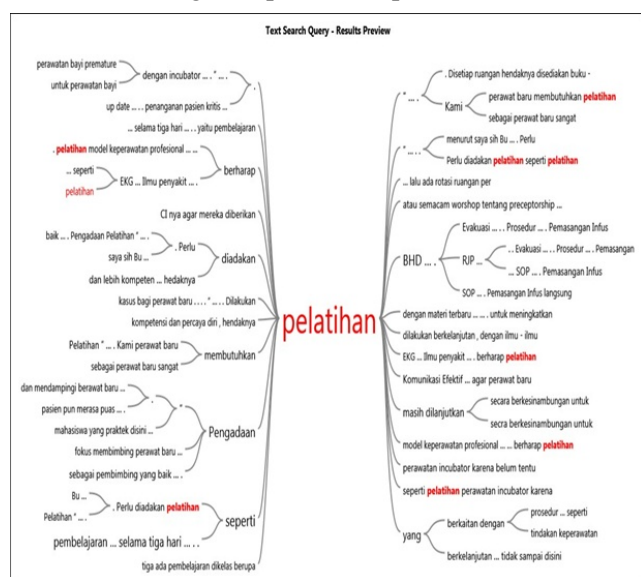 Text Search Query - Results Preview
perawatan bayi premature
untuk perawatan bayi
dengan incubator ... . " ... .
.
up date ... . . penanganan pasien kritis ...
... selama tiga hari ... . . yaitu pembelajaran
. pelatihan model keperawatan profesional ... ...
... seperti
pelatihan
EKG ... Ilmu penyakit ... .
berharap
CI nya agar mereka diberikan
baik ... . Pengadaan Pelatihan " ... .
saya sih Bu ...
. Perlu
dan lebih kompeten ... hedaknya
diadakan
kasus bagi perawat baru . . . . " ... . . Dilakukan
kompetensi dan percaya diri , hendaknya
Pelatihan " ... . Kami perawat baru
sebagai perawat baru sangat
membutuhkan
dan mendampingi berawat baru ...
pasien pun merasa puas ... .
.
mahasiswa yang praktek disini ...
"
fokus membimbing perawat baru ...
sebagai pembimbing yang baik ... .
Pengadaan
Bu ...
Pelatihan " ... .
. Perlu diadakan pelatihan
pembelajaran ... selama tiga hari ... . .
seperti
tiga ada pembelajaran dikelas berupa
pelatihan
" ... .
. Disetiap ruangan hendaknya disediakan buku -
Kami
perawat baru membutuhkan pelatihan
sebagai perawat baru sangat
" ... . .
menurut saya sih Bu ... . Perlu
Perlu diadakan pelatihan seperti pelatihan
... lalu ada rotasi ruangan per
atau semacam worshop tentang preceptorship ...
BHD ... .
Evakuasi ... . Prosedur ... . Pemasangan Infus
RJP ...
. . Evakuasi ... . . Prosedur ... . Pemasangan
... SOP ... . Pemasangan Infus
SOP ... . Pemasangan Infus langsung
dengan materi terbaru ... ... . untuk meningkatkan
dilakukan berkelanjutan , dengan ilmu - ilmu
EKG ... Ilmu penyakit ... . berharap pelatihan
Komunikasi Efektif ... agar perawat baru
masih dilanjutkan
secara berkesinambungan untuk
secra berkesinambungan untuk
model keperawatan profesional ... ... berharap pelatihan
perawatan incubator karena belum tentu
seperti pelatihan perawatan incubator karena
yang
berkaitan dengan
prosedur ... seperti
tindakan keperawatan
berkelanjutan ... tidak sampai disini